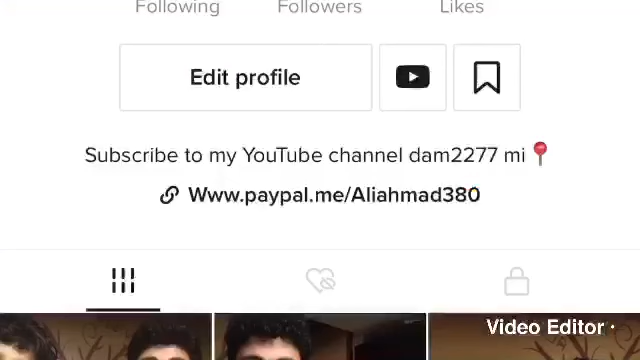 Following Followers Likes
Edit profile
Subscribe to my YouTube channel dam2277 mi📍
Www.paypal.me/Aliahmad380
Video Editor ·